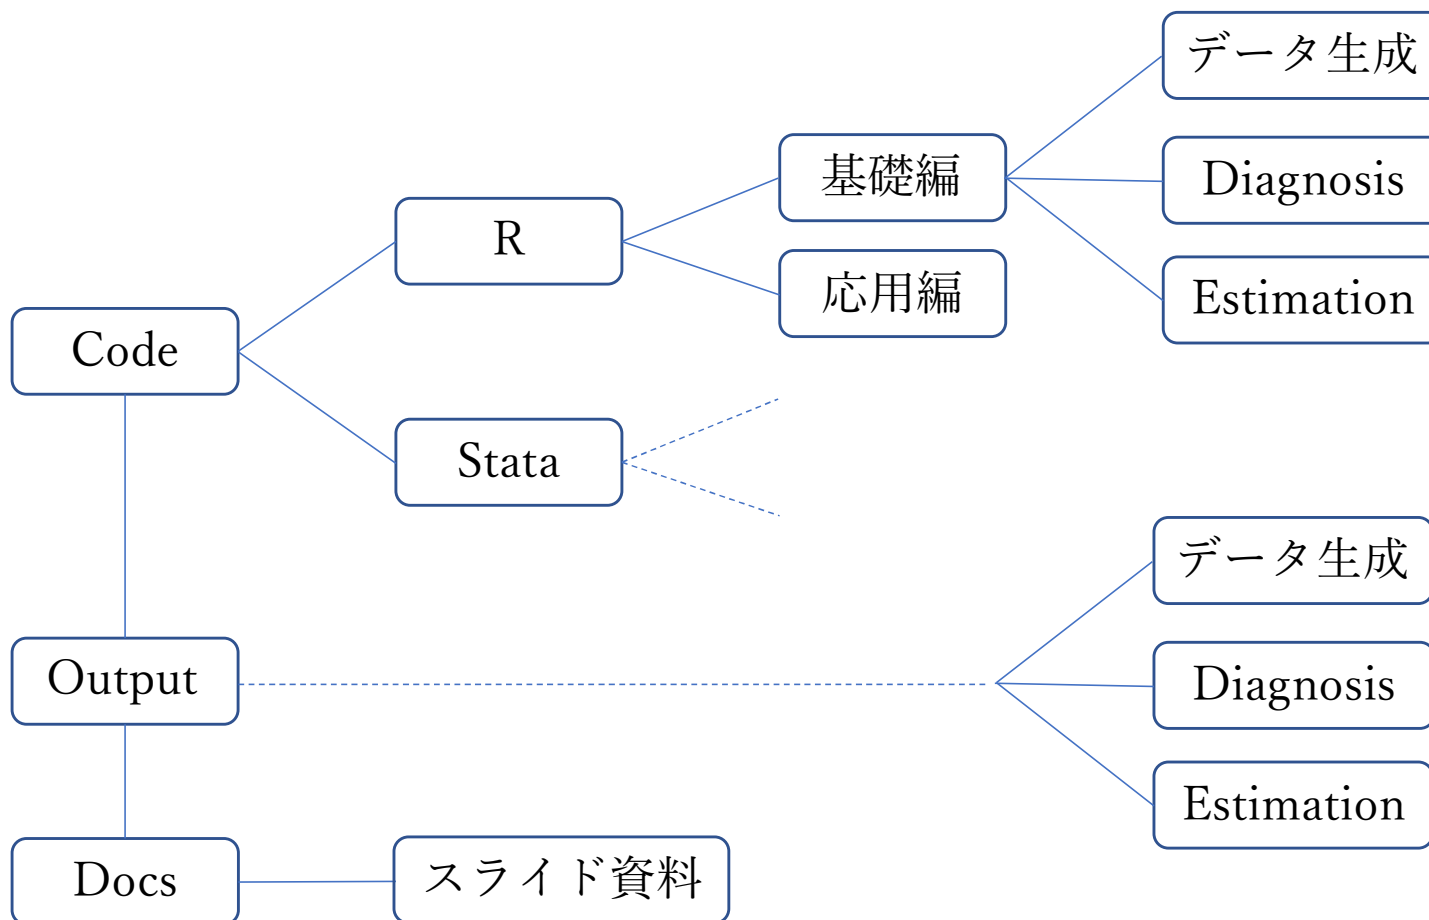 データ生成
基礎編
Diagnosis
R
応用編
Estimation
Code
Stata
データ生成
Output
Diagnosis
Estimation
Docs
スライド資料